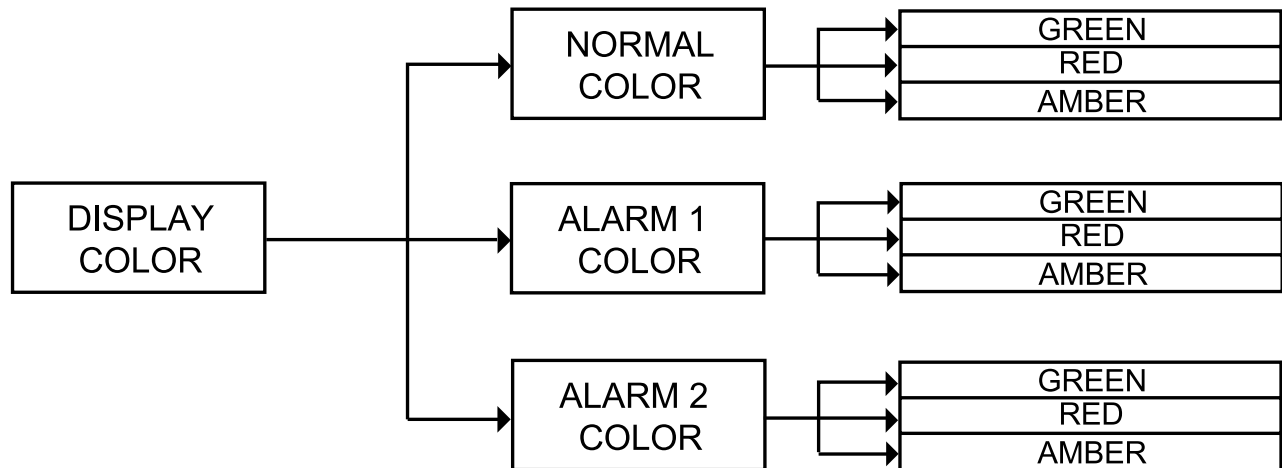 NORMAL
COLOR
GREEN
RED
AMBER
DISPLAY
COLOR
ALARM 1
COLOR
GREEN
RED
AMBER
ALARM 2
COLOR
GREEN
RED
AMBER